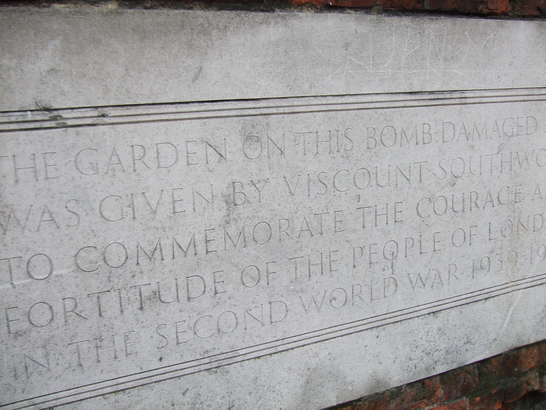 THE GARDEN ON THIS BOMB-DAMAGED
WAS GIVEN BY VISCOUNT SOUTHWO
TO COMMEMORATE THE COURAGE A
FORTITUDE OF THE PEOPLE OF LOND
IN THE SECOND WORLD WAR 1939-19